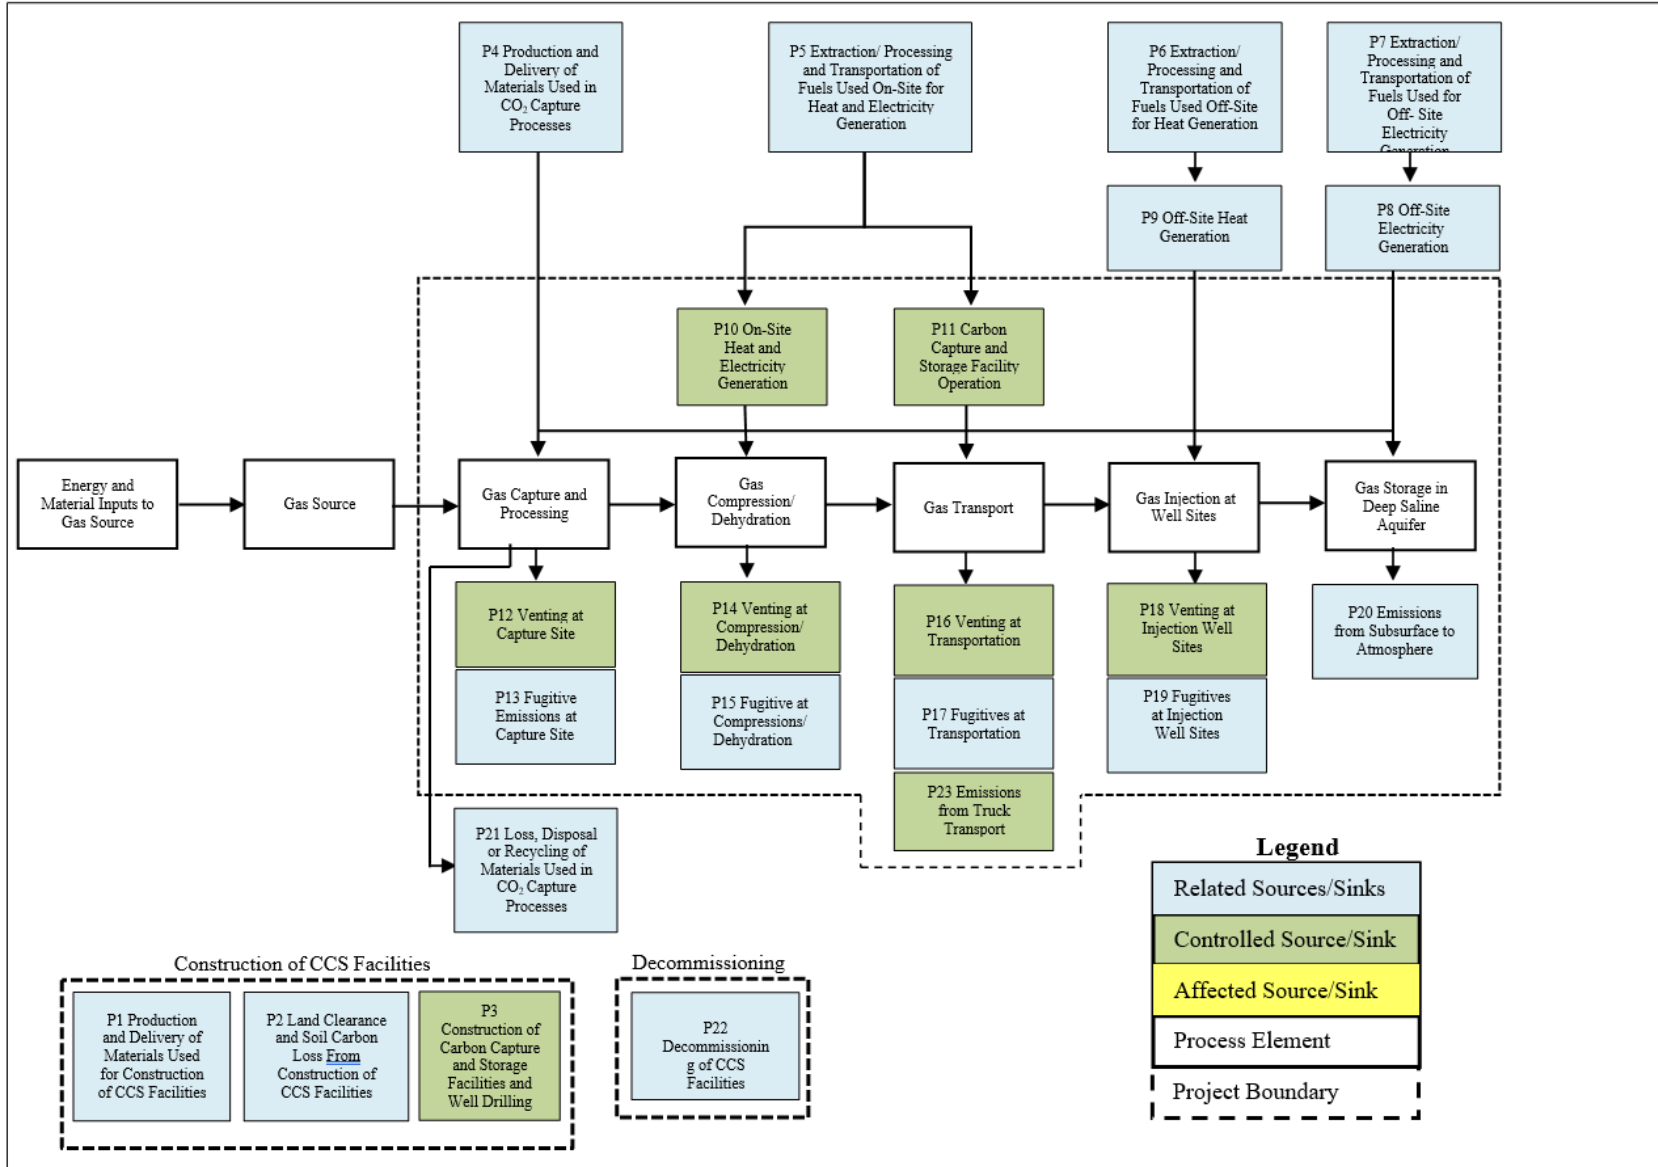 P4 Production and
Delivery of
Materials Used in
CO₂ Capture
Processes
P5 Extraction/ Processing
and Transportation of
Fuels Used On-Site for
Heat and Electricity
Generation
P6 Extraction/
Processing and
Transportation of
Fuels Used Off-Site
for Heat Generation
P7 Extraction/
Processing and
Transportation of
Fuels Used for
Off- Site
Electricity
Generation
P9 Off-Site Heat
Generation
P8 Off-Site
Electricity
Generation
P10 On-Site
Heat and
Electricity
Generation
P11 Carbon
Capture and
Storage Facility
Operation
Energy and
Material Inputs to
Gas Source
Gas Source
Gas Capture and
Processing
Gas
Compression/
Dehydration
Gas Transport
Gas Injection at
Well Sites
Gas Storage in
Deep Saline
Aquifer
P12 Venting at
Capture Site
P14 Venting at
Compression/
Dehydration
P16 Venting at
Transportation
P18 Venting at
Injection Well
Sites
P20 Emissions
from Subsurface to
Atmosphere
P13 Fugitive
Emissions at
Capture Site
P15 Fugitive at
Compressions/
Dehydration
P17 Fugitives at
Transportation
P19 Fugitives
at Injection
Well Sites
P23 Emissions
from Truck
Transport
P21 Loss, Disposal
or Recycling of
Materials Used in
CO₂ Capture
Processes
Legend
Related Sources/Sinks
Controlled Source/Sink
Affected Source/Sink
Process Element
Project Boundary
Construction of CCS Facilities
P1 Production
and Delivery of
Materials Used
for Construction
of CCS Facilities
P2 Land Clearance
and Soil Carbon
Loss From
Construction of
CCS Facilities
P3
Construction of
Carbon Capture
and Storage
Facilities and
Well Drilling
Decommissioning
P22
Decommissionin
g of CCS
Facilities